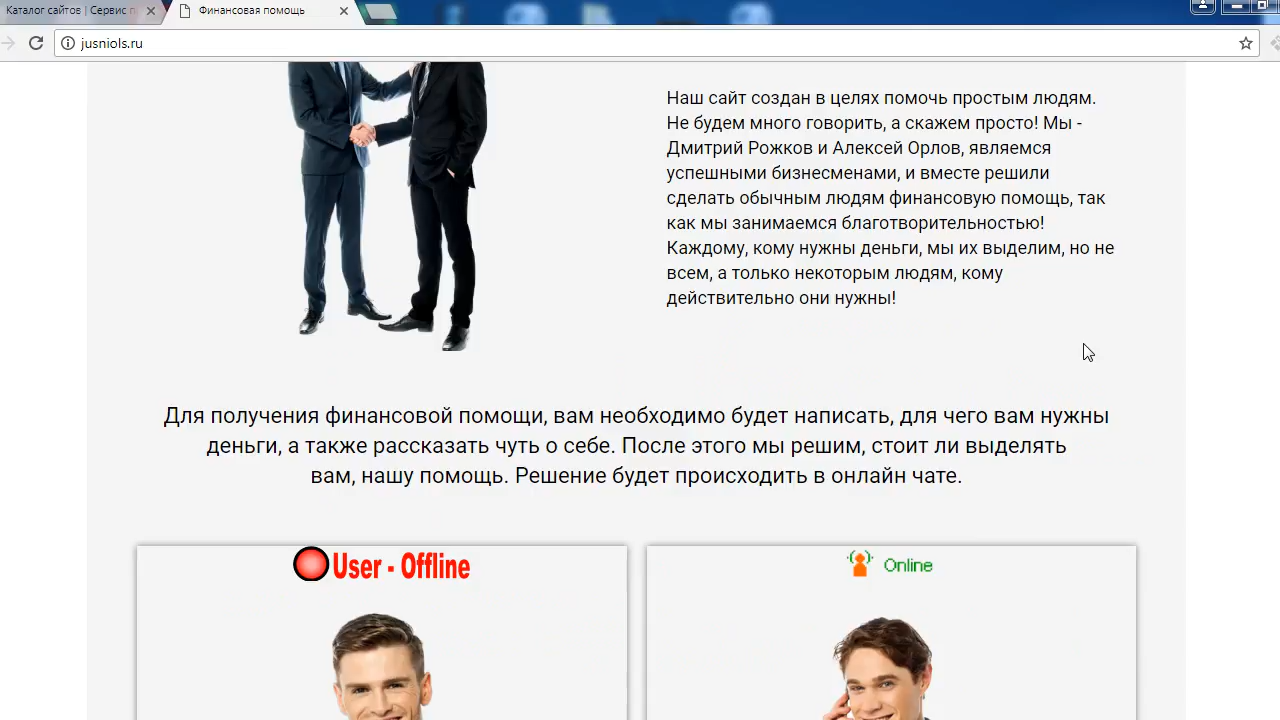 Каталог сайтов | Сервис п
Финансовая помощь
jusniols.ru
Наш сайт создан в целях помочь простым людям.
Не будем много говорить, а скажем просто! Мы -
Дмитрий Рожков и Алексей Орлов, являемся
успешными бизнесменами, и вместе решили
сделать обычным людям финансовую помощь, так
как мы занимаемся благотворительностью!
Каждому, кому нужны деньги, мы их выделим, но не
всем, а только некоторым людям, кому
действительно они нужны!
Для получения финансовой помощи, вам необходимо будет написать, для чего вам нужны
деньги, а также рассказать чуть о себе. После этого мы решим, стоит ли выделять
вам, нашу помощь. Решение будет происходить в онлайн чате.
User - Offline
Online